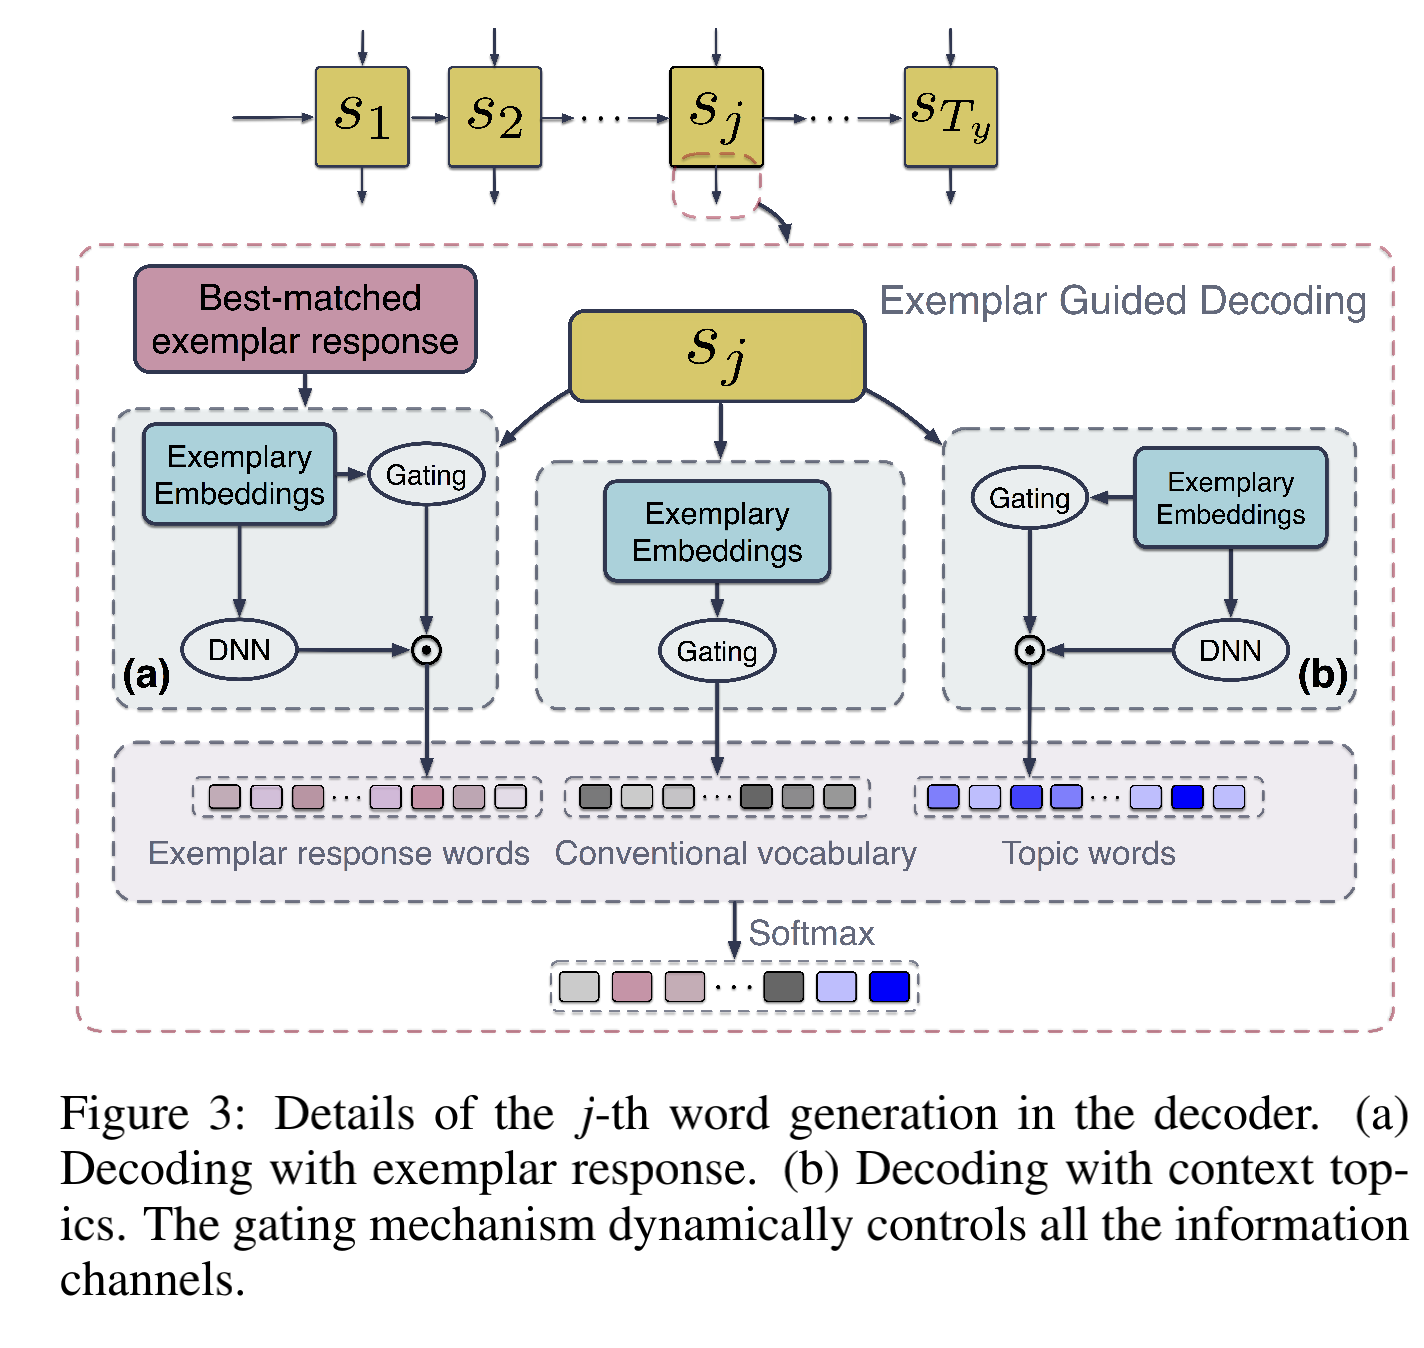 s1 s2 ··· sj ··· sTy
Best-matched
exemplar response
Exemplar Guided Decoding
sj
Exemplary
Embeddings
Gating
DNN
(a)
Exemplary
Embeddings
Gating
Gating
Exemplary
Embeddings
DNN
(b)
···
···
···
Exemplar response words
Conventional vocabulary
Topic words
Softmax
···
Figure 3: Details of the j-th word generation in the decoder. (a)
Decoding with exemplar response. (b) Decoding with context top-
ics. The gating mechanism dynamically controls all the information
channels.